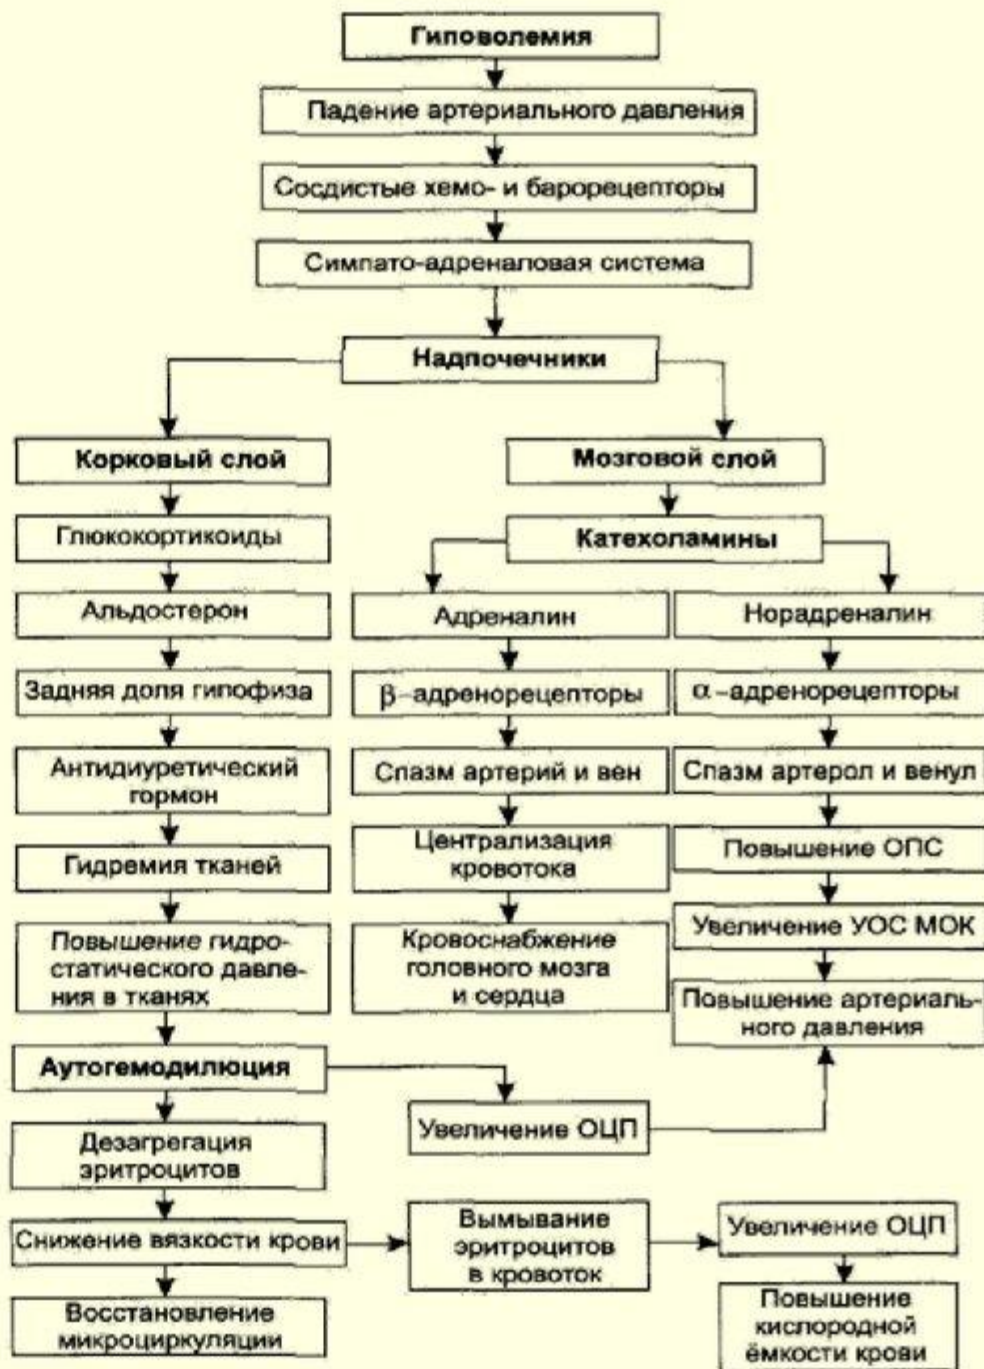 Гиповолемия
Падение артериального давления
Сосдистые хемо- и барорецепторы
Симпато-адреналовая система
Надпочечники
Корковый слой
Мозговой слой
Глюкокортикоиды
Катехоламины
Альдостерон
Адреналин
Норадреналин
Задняя доля гипофиза
β-адренорецепторы
α-адренорецепторы
Антидиуретический
гормон
Спазм артерий и вен
Спазм артерол и венул
Гидремия тканей
Централизация
кровотока
Повышение ОПС
Повышение гидро-
статического давле-
ния в тканях
Кровоснабжение
головного мозга
и сердца
Увеличение УОС МОК
Повышение артериаль-
ного давления
Аутогемодилюция
Увеличение ОЦП
Дезагрегация
эритроцитов
Снижение вязкости крови
Вымывание
эритроцитов
в кровоток
Увеличение ОЦП
Восстановление
микроциркуляции
Повышение
кислородной
ёмкости крови